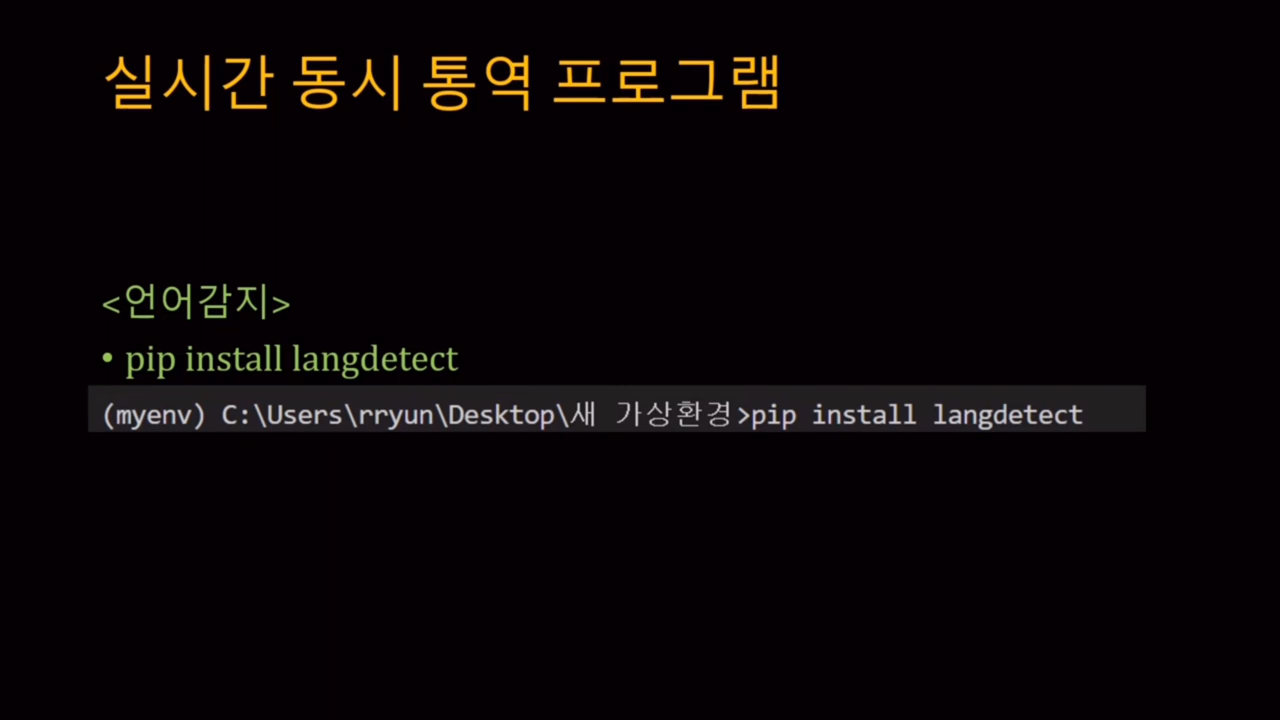 실시간 동시 통역 프로그램
<언어감지>
• pip install langdetect
(myenv) C:\Users\rryun\Desktop\새 가상환경>pip install langdetect